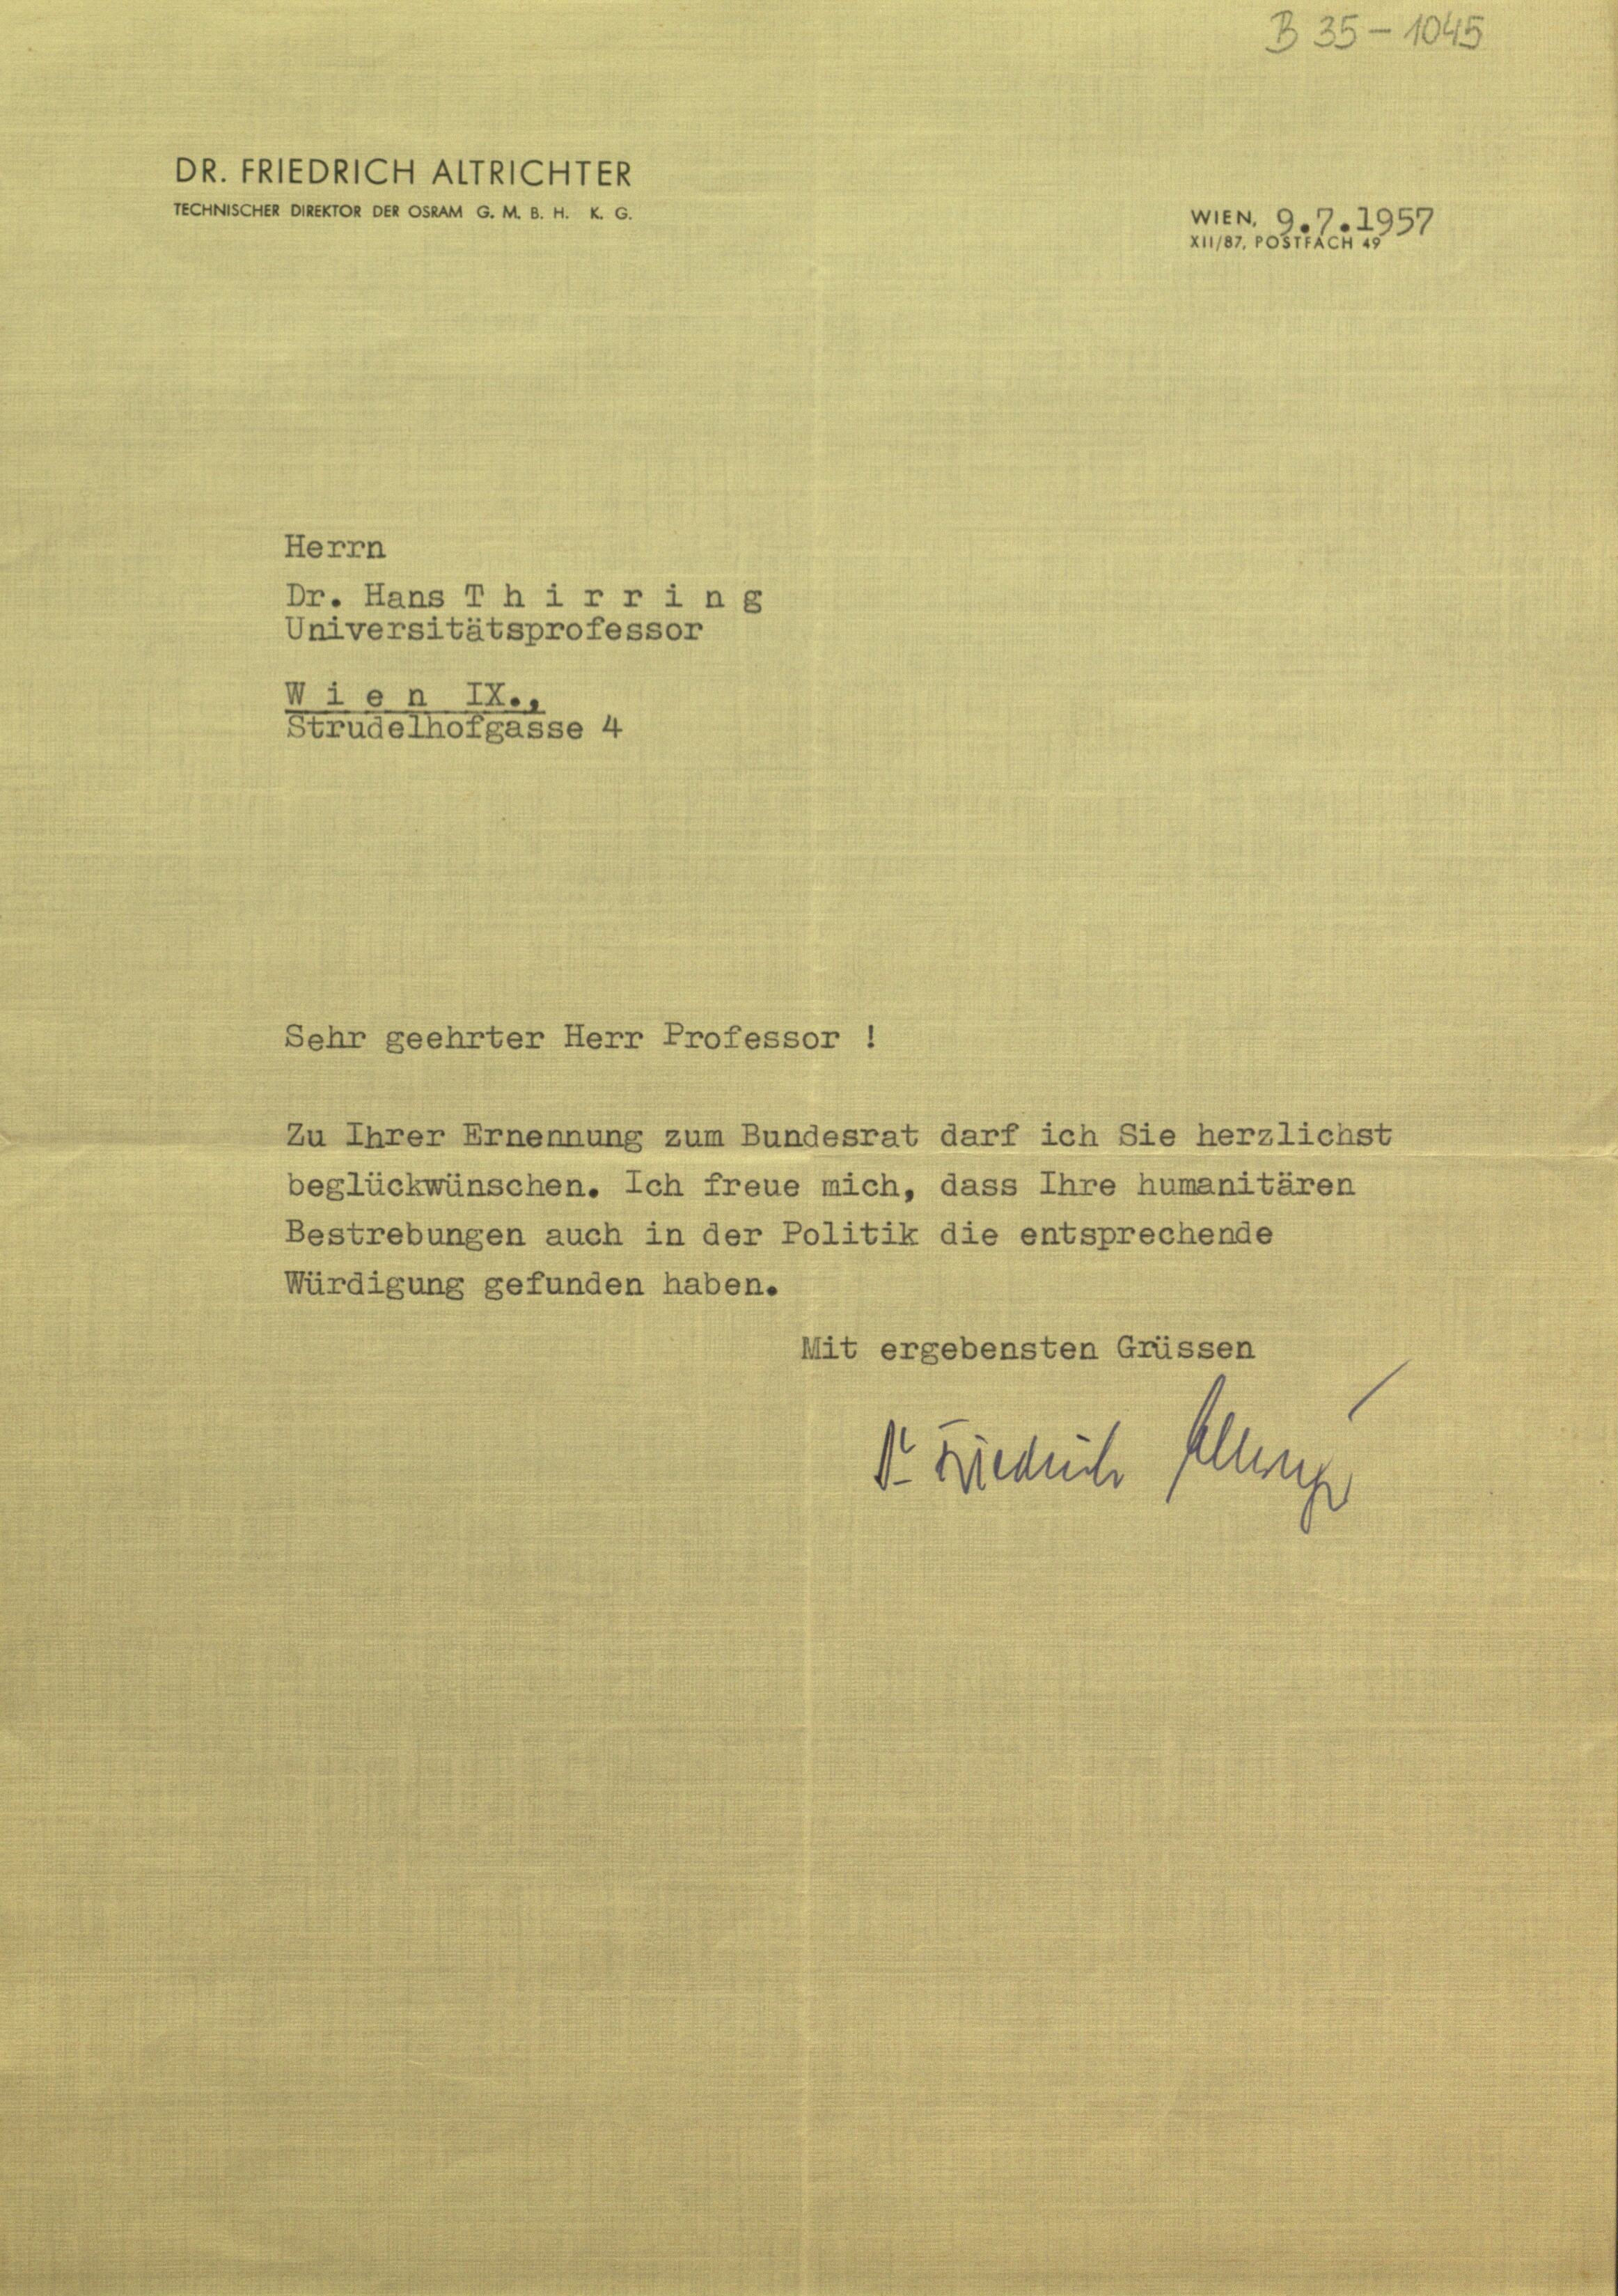 B 35-1045
DR. FRIEDRICH ALTRICHTER
TECHNISCHER DIREKTOR DER OSRAM G. M. B. H. K. G.
WIEN, 9.7.1957
XII/87, POSTFACH 49
Herrn
Dr. Hans T h i r r i n g
Universitätsprofessor
W i e n IX.,
Strudelhofgasse 4
Sehr geehrter Herr Professor !
Zu Ihrer Ernennung zum Bundesrat darf ich Sie herzlichst
beglückwünschen. Ich freue mich, dass Ihre humanitären
Bestrebungen auch in der Politik die entsprechende
Würdigung gefunden haben.
Mit ergebensten Grüssen
Dr Friedrich